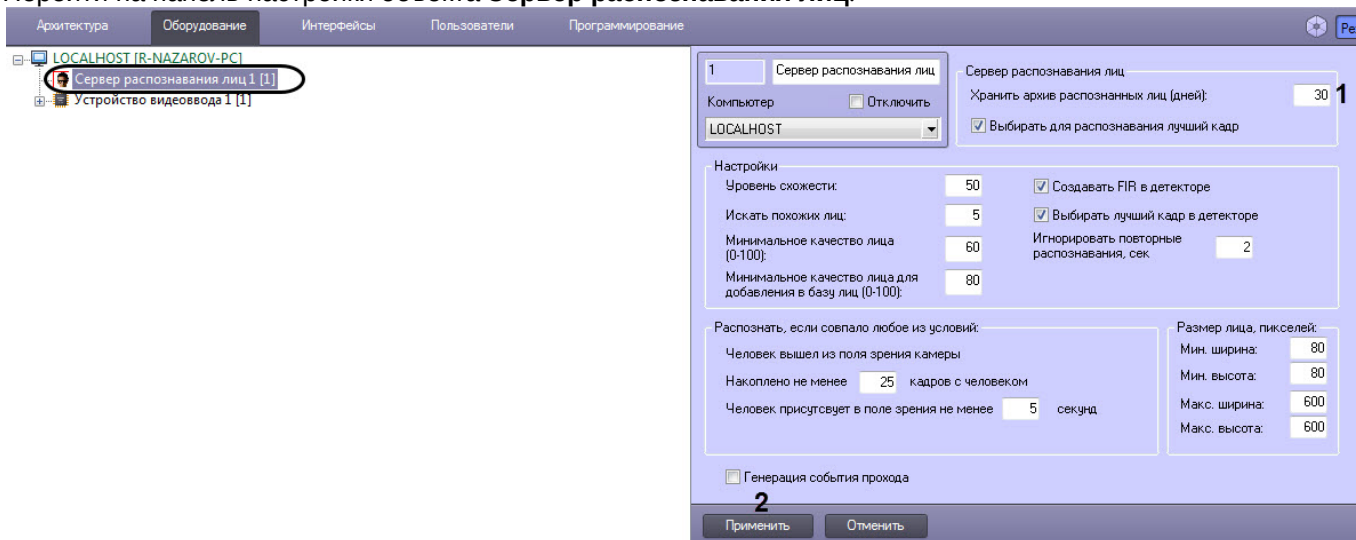 Перейти на панель настройки объекта Сервер распознавания лиц.
Архитектура Оборудование Интерфейсы Пользователи Программирование Ре
LOCALHOST [R-NAZAROV-PC]
Сервер распознавания лиц 1 [1]
Устройство видеоввода 1 [1]
1 Сервер распознавания лиц
Компьютер Отключить
LOCALHOST
Сервер распознавания лиц
Хранить архив распознанных лиц (дней): 30 1
Выбирать для распознавания лучший кадр
Настройки
Уровень схожести: 50 Создавать FIR в детекторе
Искать похожих лиц: 5 Выбирать лучший кадр в детекторе
Минимальное качество лица
(0-100): 60
Игнорировать повторные
распознавания, сек 2
Минимальное качество лица для
добавления в базу лиц (0-100): 80
Распознать, если совпало любое из условий:
Человек вышел из поля зрения камеры
Накоплено не менее 25 кадров с человеком
Человек присутсвует в поле зрения не менее 5 секунд
Размер лица, пикселей:
Мин. ширина: 80
Мин. высота: 80
Макс. ширина: 600
Макс. высота: 600
Генерация события прохода
2
Применить Отменить